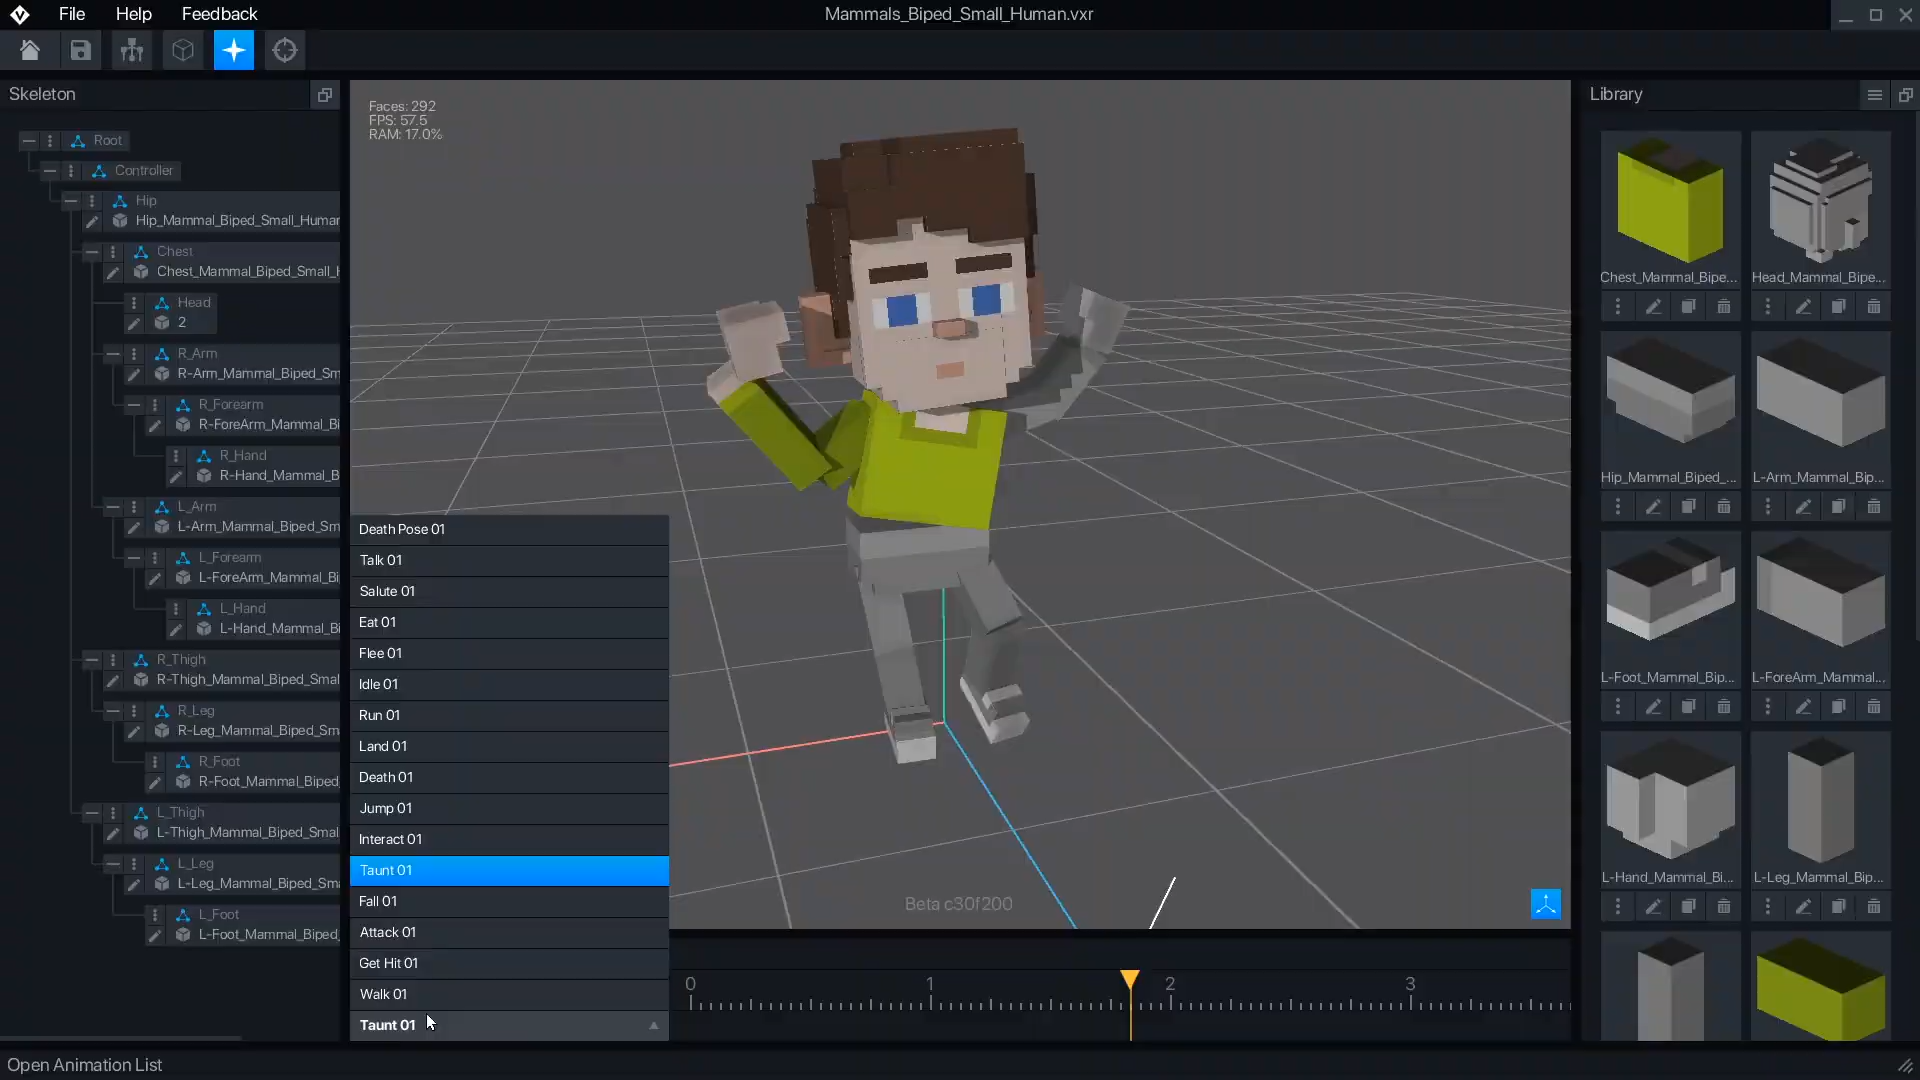 File Help Feedback Mammals_Biped_Small_Human.vxr
Skeleton
Root
Controller
Hip
Hip_Mammal_Biped_Small_Human
Chest
Chest_Mammal_Biped_Small_H
Head
2
R_Arm
R-Arm_Mammal_Biped_Sm
R_Forearm
R-ForeArm_Mammal_Bi
R_Hand
R-Hand_Mammal_B
L_Arm
L-Arm_Mammal_Biped_Sm
L_Forearm
L-ForeArm_Mammal_Bi
L_Hand
L-Hand_Mammal_Bi
R_Thigh
R-Thigh_Mammal_Biped_Smal
R_Leg
R-Leg_Mammal_Biped_Sma
R_Foot
R-Foot_Mammal_Biped_
L_Thigh
L-Thigh_Mammal_Biped_Smal
L_Leg
L-Leg_Mammal_Biped_Sma
L_Foot
L-Foot_Mammal_Biped_
Faces: 292
FPS: 57.5
RAM: 17.0%
Death Pose 01
Talk 01
Salute 01
Eat 01
Flee 01
Idle 01
Run 01
Land 01
Death 01
Jump 01
Interact 01
Taunt 01
Fall 01
Attack 01
Get Hit 01
Walk 01
Taunt 01
Beta c30f200
0 1 2 3
Library
Chest_Mammal_Bipe... Head_Mammal_Bipe...
Hip_Mammal_Biped_... L-Arm_Mammal_Bip...
L-Foot_Mammal_Bip... L-ForeArm_Mammal...
L-Hand_Mammal_Bi... L-Leg_Mammal_Bip...
Open Animation List